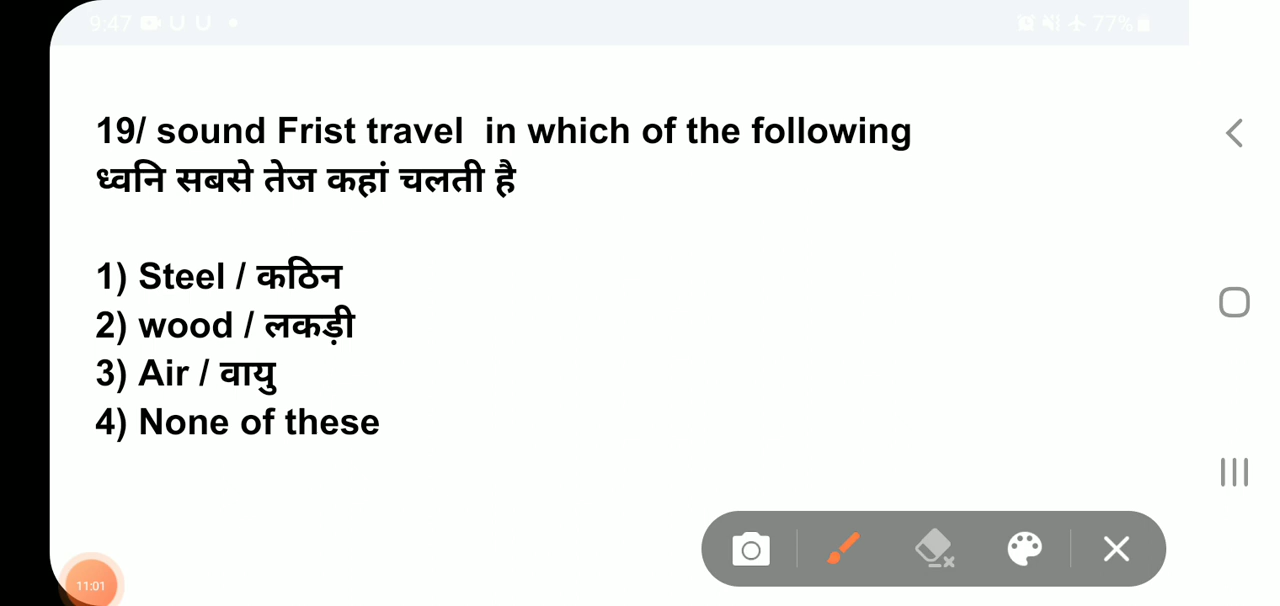 9:47 U U
77%
19/ sound Frist travel in which of the following
ध्वनि सबसे तेज कहां चलती है
1) Steel / कठिन
2) wood / लकड़ी
3) Air / वायु
4) None of these
11:01